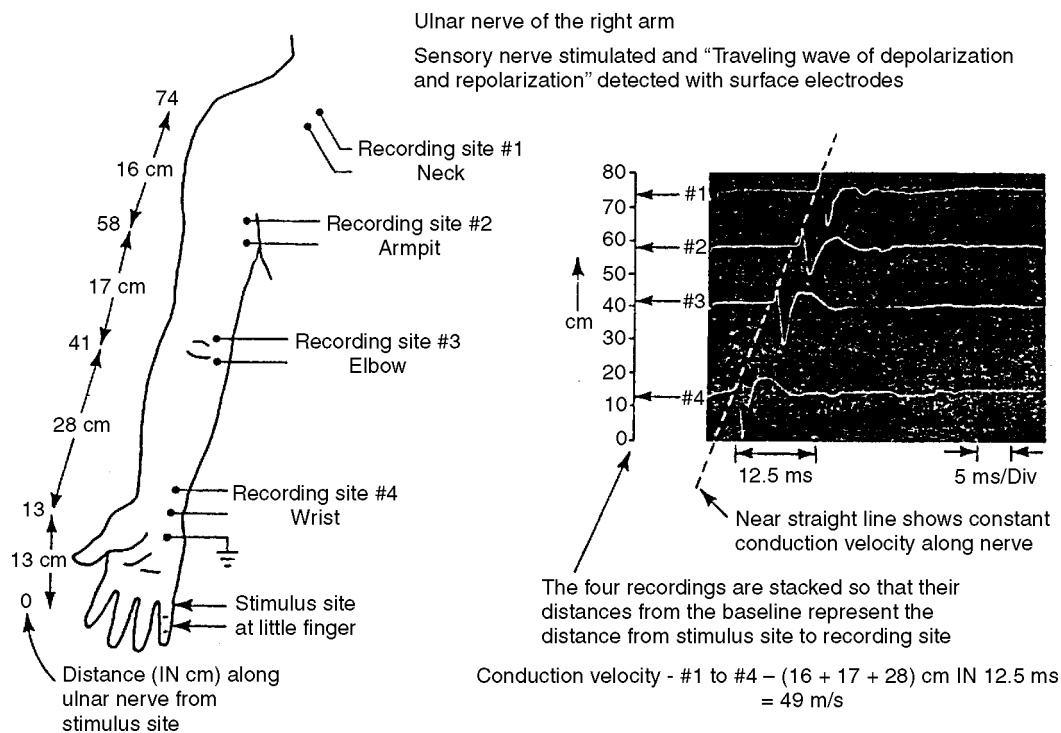 Ulnar nerve of the right arm
Sensory nerve stimulated and “Traveling wave of depolarization
and repolarization” detected with surface electrodes
74
16 cm
58
17 cm
41
28 cm
13
13 cm
0
Recording site #1
Neck
Recording site #2
Armpit
Recording site #3
Elbow
Recording site #4
Wrist
Stimulus site
at little finger
Distance (IN cm) along
ulnar nerve from
stimulus site
80
70
60
50
40
30
20
10
0
cm
#1
#2
#3
#4
12.5 ms
5 ms/Div
Near straight line shows constant
conduction velocity along nerve
The four recordings are stacked so that their
distances from the baseline represent the
distance from stimulus site to recording site
Conduction velocity - #1 to #4 – (16 + 17 + 28) cm IN 12.5 ms
= 49 m/s